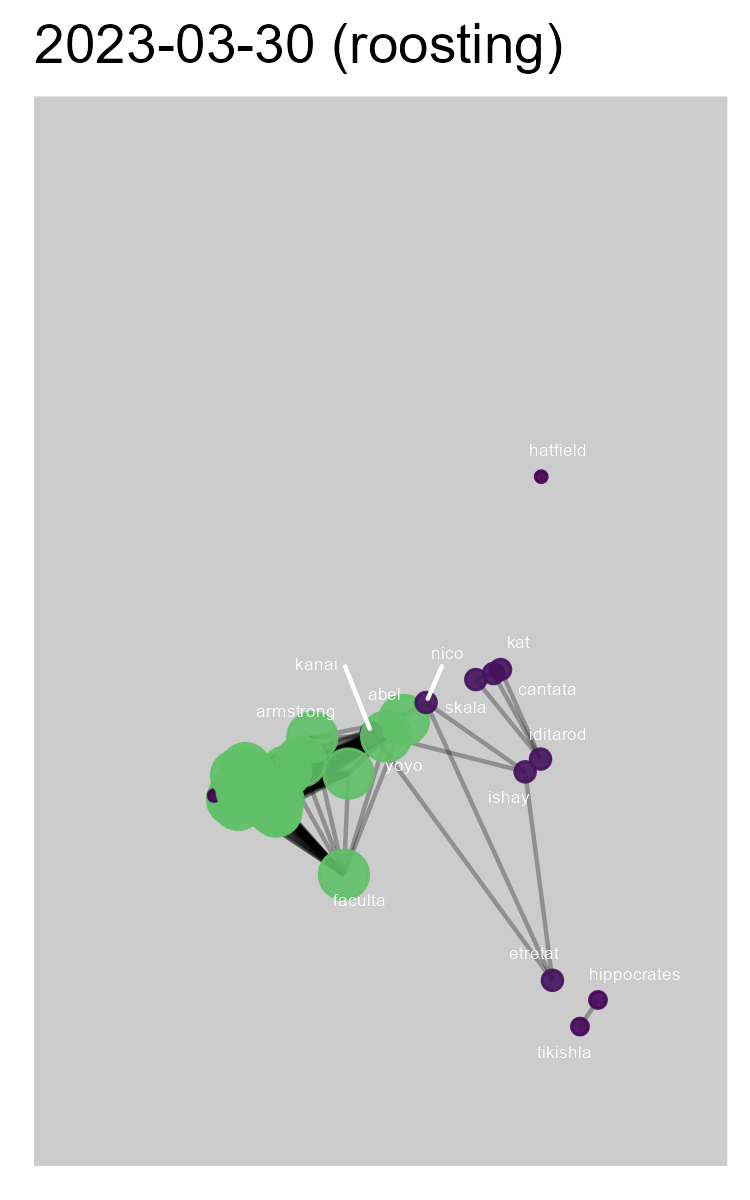 2023-03-30 (roosting)
hatfield
kat
nico
kanai
cantata
abel
skala
armstrong
iditarod
yoyo
ishay
faculta
etretat
hippocrates
tikishla